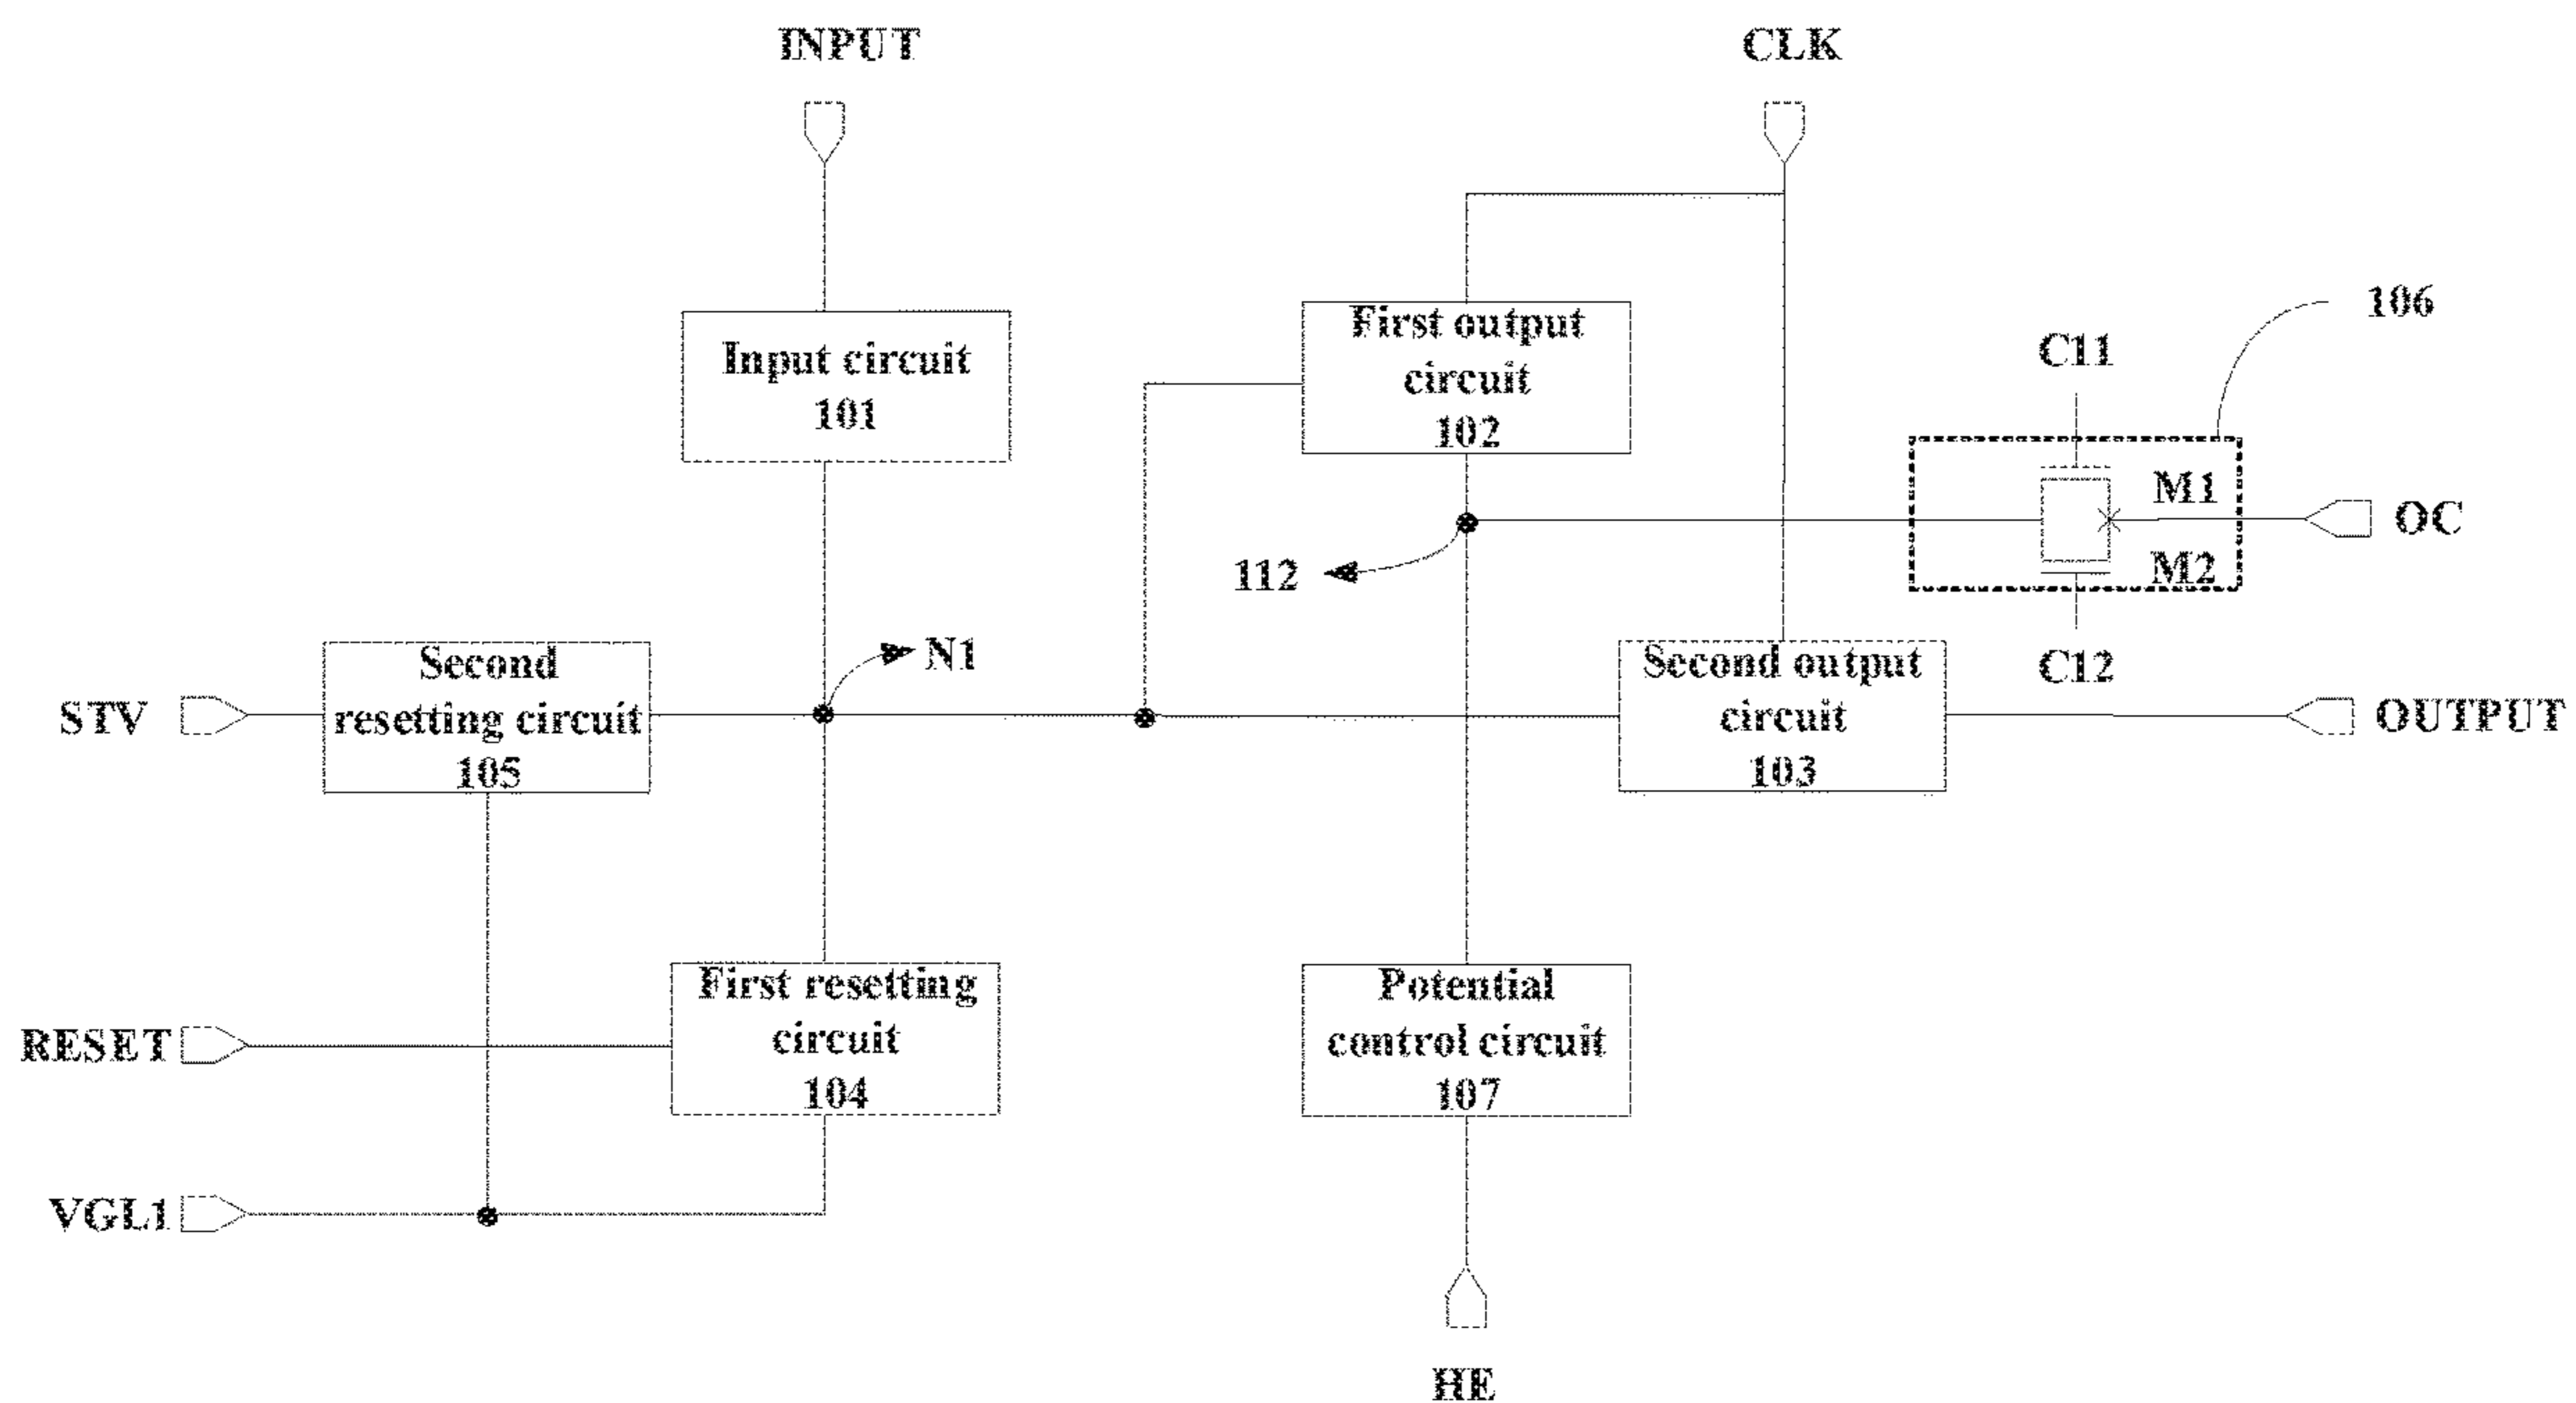 INPUT
CLK
106
First output
circuit
102
C11
Input circuit
101
M1
OC
112
M2
N1
Second
resetting circuit
105
Second output
circuit
103
C12
STV
OUTPUT
First resetting
circuit
104
Potential
control circuit
107
RESET
VGL1
HE